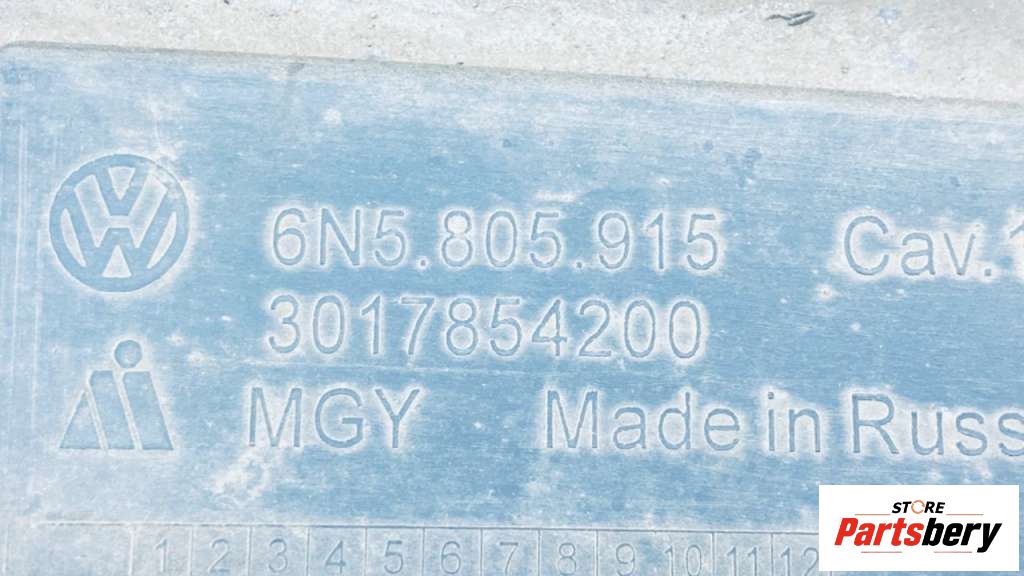 6N5.805.915 Cav.1
3017854200
MGY Made in Russ
1 2 3 4 5 6 7 8 9 10 11 12
STORE
Partsbery